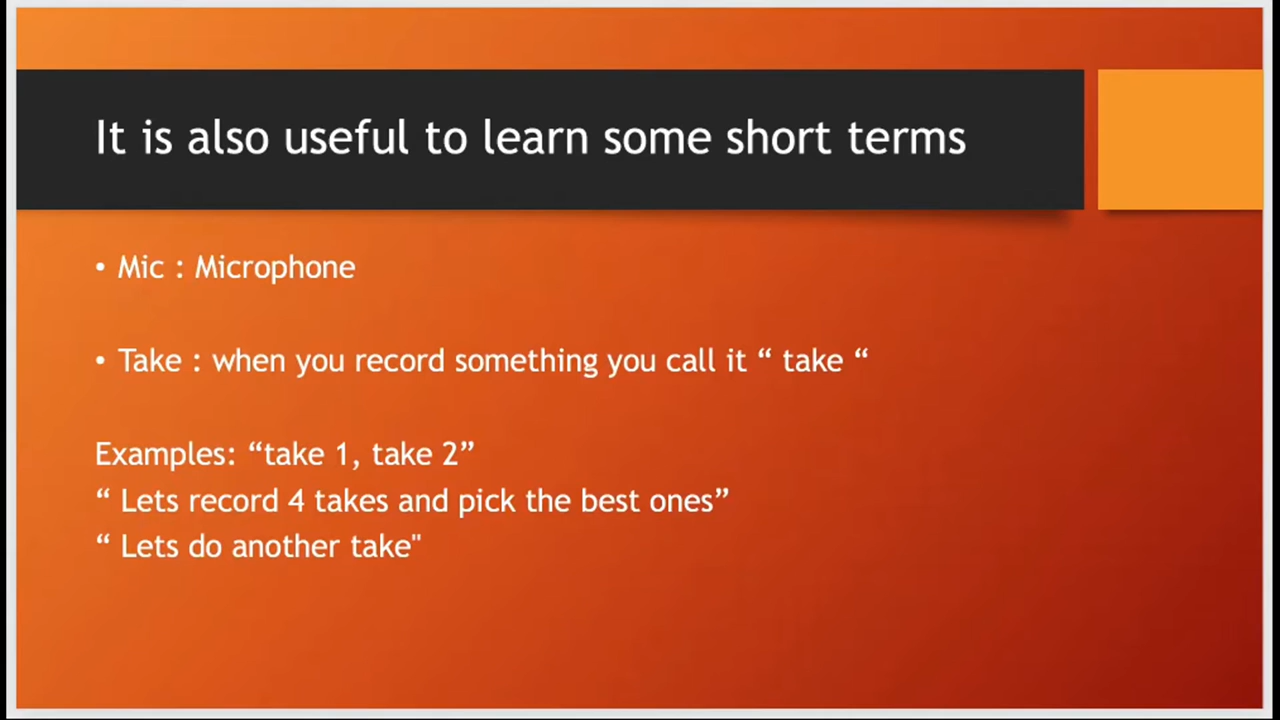 It is also useful to learn some short terms
• Mic : Microphone
• Take : when you record something you call it “ take “
Examples: “take 1, take 2”
“ Lets record 4 takes and pick the best ones”
“ Lets do another take"